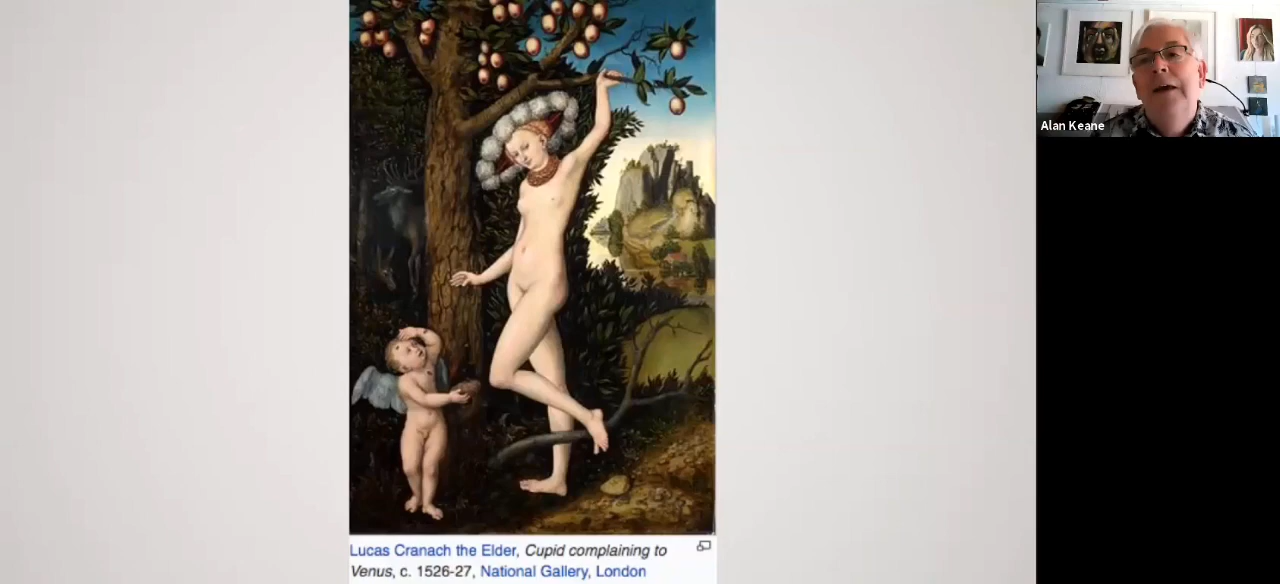 Alan Keane
Lucas Cranach the Elder, Cupid complaining to
Venus, c. 1526-27, National Gallery, London